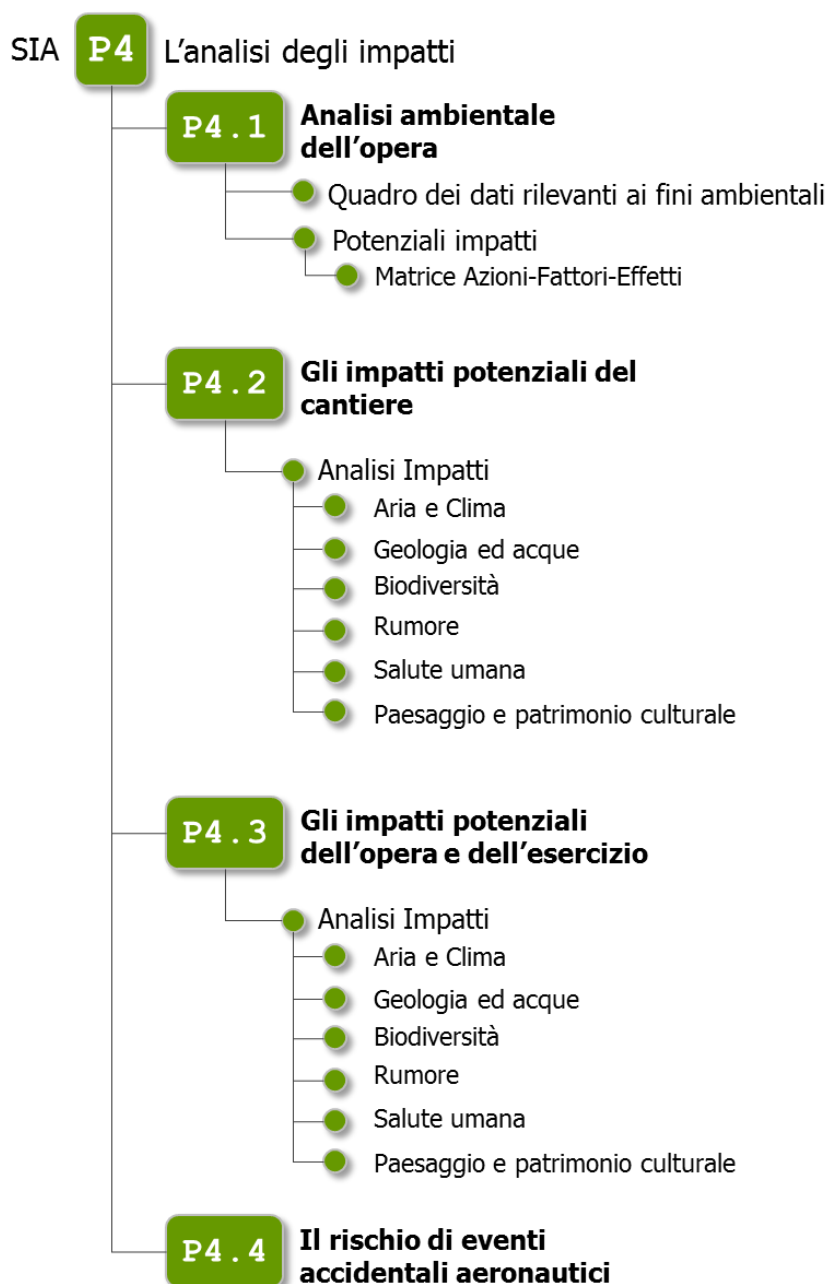 SIA P4 L'analisi degli impatti
P4.1 Analisi ambientale
dell'opera
Quadro dei dati rilevanti ai fini ambientali
Potenziali impatti
Matrice Azioni-Fattori-Effetti
P4.2 Gli impatti potenziali del
cantiere
Analisi Impatti
Aria e Clima
Geologia ed acque
Biodiversità
Rumore
Salute umana
Paesaggio e patrimonio culturale
P4.3 Gli impatti potenziali
dell'opera e dell'esercizio
Analisi Impatti
Aria e Clima
Geologia ed acque
Biodiversità
Rumore
Salute umana
Paesaggio e patrimonio culturale
P4.4 Il rischio di eventi
accidentali aeronautici